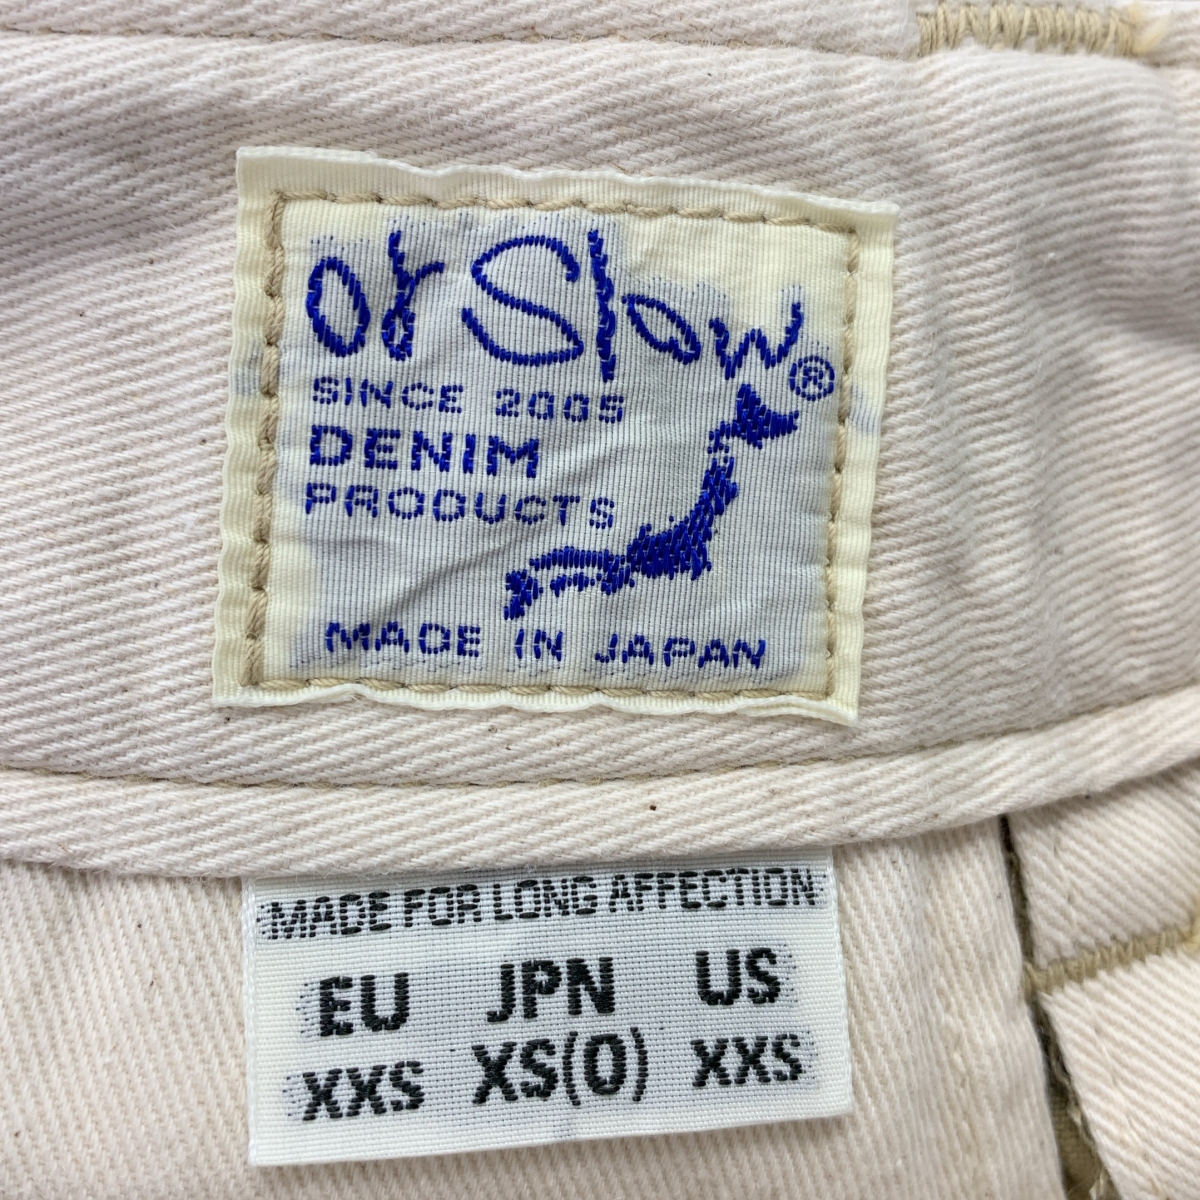 or Slow®
SINCE 2005
DENIM
PRODUCTS
MADE IN JAPAN
MADE FOR LONG AFFECTION
EU JPN US
XXS XS(0) XXS